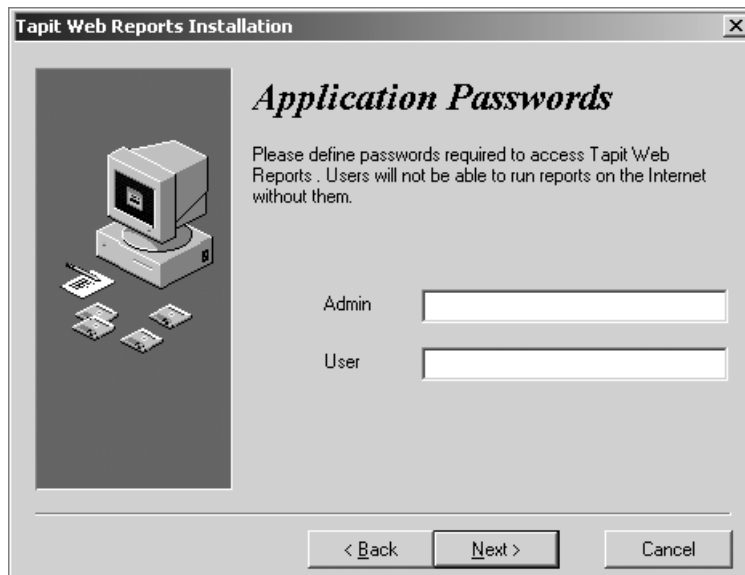 Tapit Web Reports Installation
Application Passwords
Please define passwords required to access Tapit Web
Reports . Users will not be able to run reports on the Internet
without them.
Admin
User
< Back
Next >
Cancel